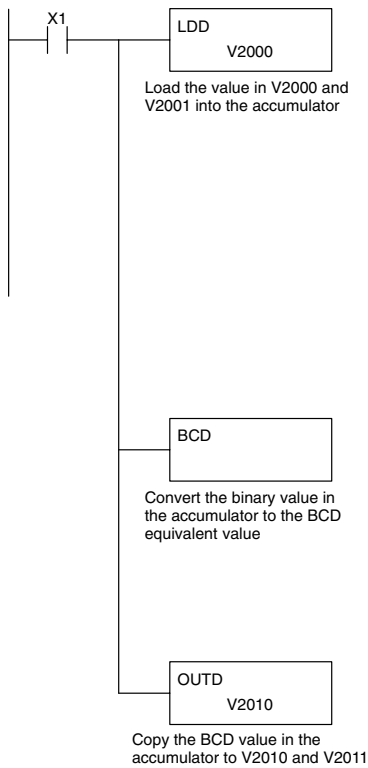 X1
LDD
V2000
Load the value in V2000 and
V2001 into the accumulator
BCD
Convert the binary value in
the accumulator to the BCD
equivalent value
OUTD
V2010
Copy the BCD value in the
accumulator to V2010 and V2011